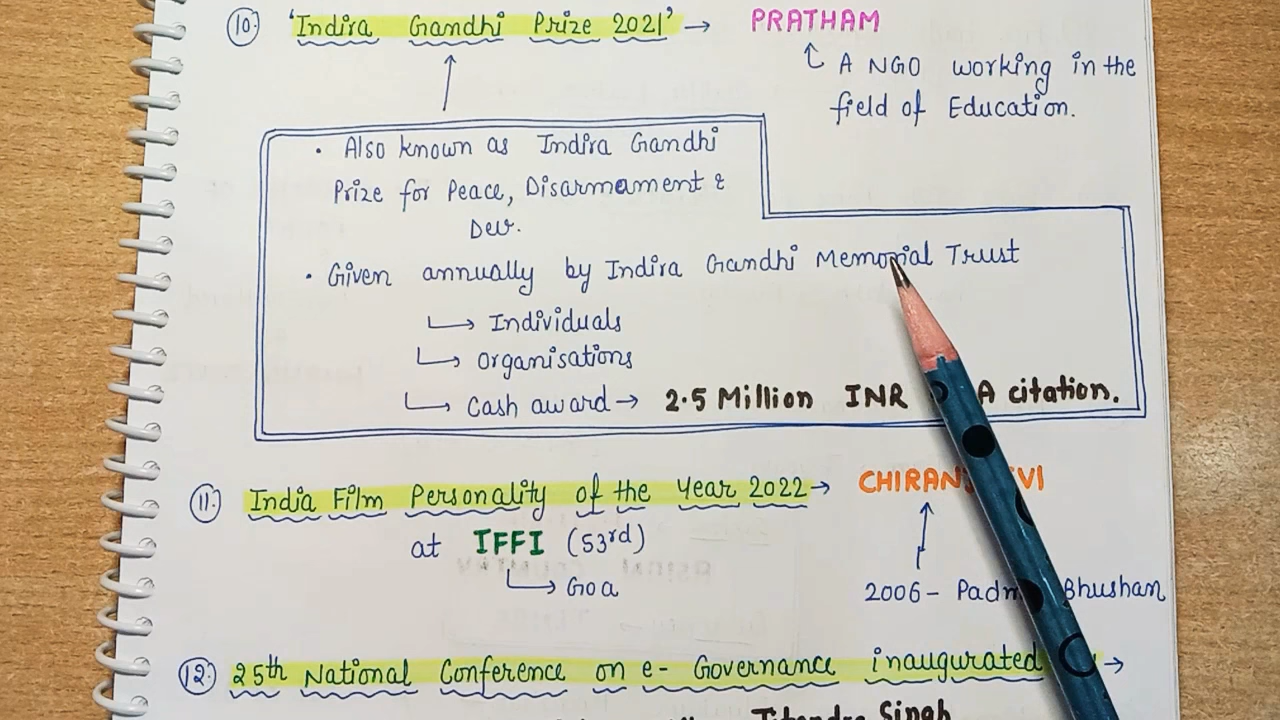 10. 'Indira Gandhi Prize 2021' → PRATHAM
A NGO working in the
field of Education.
• Also known as Indira Gandhi
Prize for Peace, Disarmament &
Dev.
• Given annually by Indira Gandhi Memorial Trust
Individuals
Organisations
Cash award → 2.5 Million INR A citation.
11. India Film Personality of the Year 2022 →
at IFFI (53rd)
Goa
2006 - Bhushan
12. 25th National Conference on e-Governance inaugurated →
Jitendra Singh